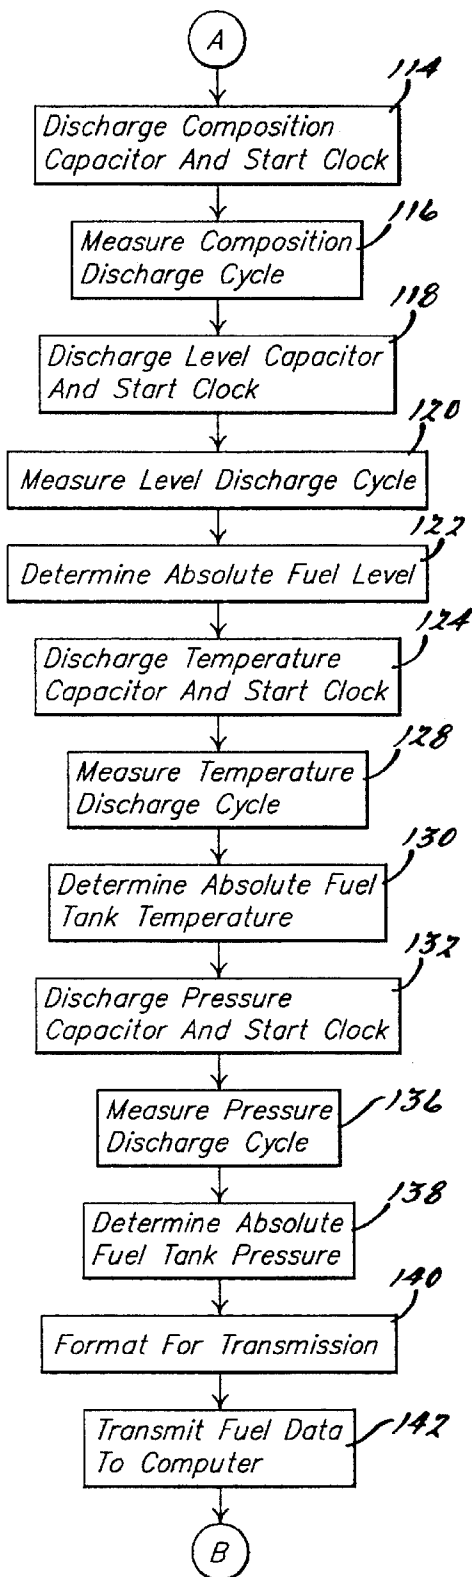 A
114
Discharge Composition
Capacitor And Start Clock
116
Measure Composition
Discharge Cycle
118
Discharge Level Capacitor
And Start Clock
120
Measure Level Discharge Cycle
122
Determine Absolute Fuel Level
124
Discharge Temperature
Capacitor And Start Clock
128
Measure Temperature
Discharge Cycle
130
Determine Absolute Fuel
Tank Temperature
132
Discharge Pressure
Capacitor And Start Clock
136
Measure Pressure
Discharge Cycle
138
Determine Absolute
Fuel Tank Pressure
140
Format For Transmission
142
Transmit Fuel Data
To Computer
B